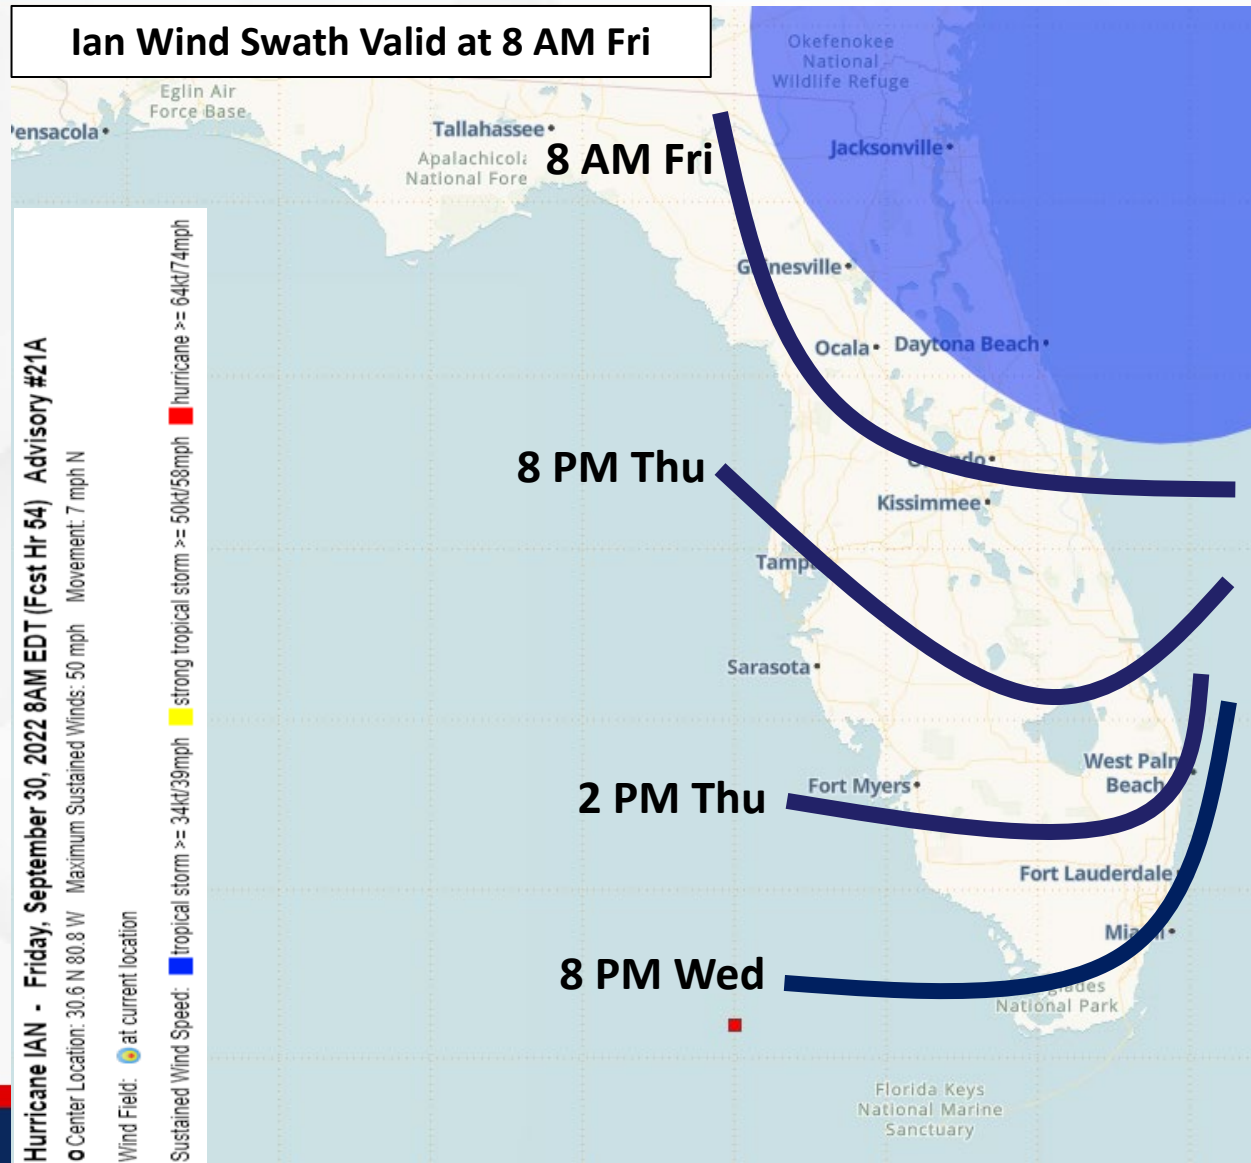 Ian Wind Swath Valid at 8 AM Fri
Okefenokee
National
Wildlife Refuge
Eglin Air
Force Base
Pensacola
Tallahassee
Apalachicola
National Fore
8 AM Fri
Jacksonville
Gainesville
Ocala
Daytona Beach
8 PM Thu
Orlando
Kissimmee
Tampa
Sarasota
West Palm
Beach
2 PM Thu
Fort Myers
Fort Lauderdale
Miami
8 PM Wed
Everglades
National Park
Florida Keys
National Marine
Sanctuary
Hurricane IAN - Friday, September 30, 2022 8AM EDT (Fcst Hr 54) Advisory #21A
Center Location: 30.6 N 80.8 W Maximum Sustained Winds: 50 mph Movement: 7 mph N
Wind Field: at current location
Sustained Wind Speed: tropical storm >= 34kt/39mph strong tropical storm >= 50kt/58mph hurricane >= 64kt/74mph